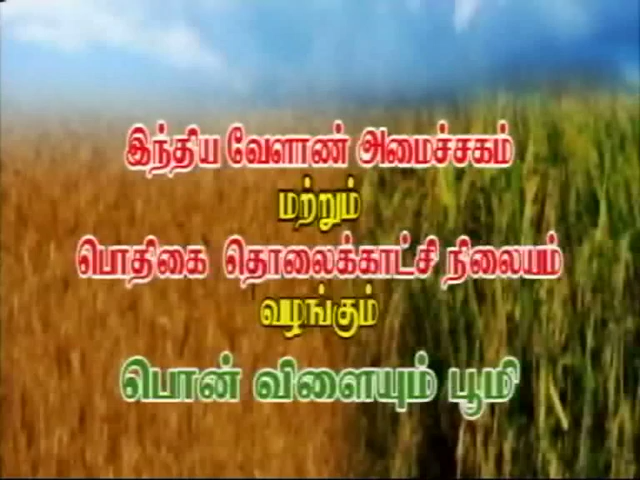 இந்திய வேளாண் அமைச்சகம்
மற்றும்
பொதிகை தொலைக்காட்சி நிலையம்
வழங்கும்
பொன் விளையும் பூமி